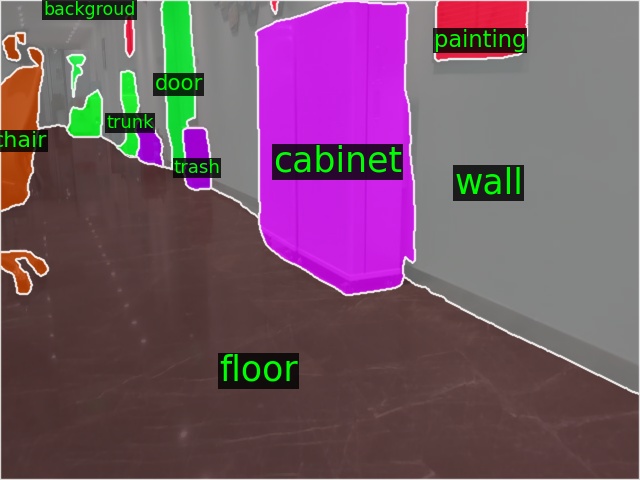 backgroud
painting
door
trunk
chair
cabinet
trash
wall
floor